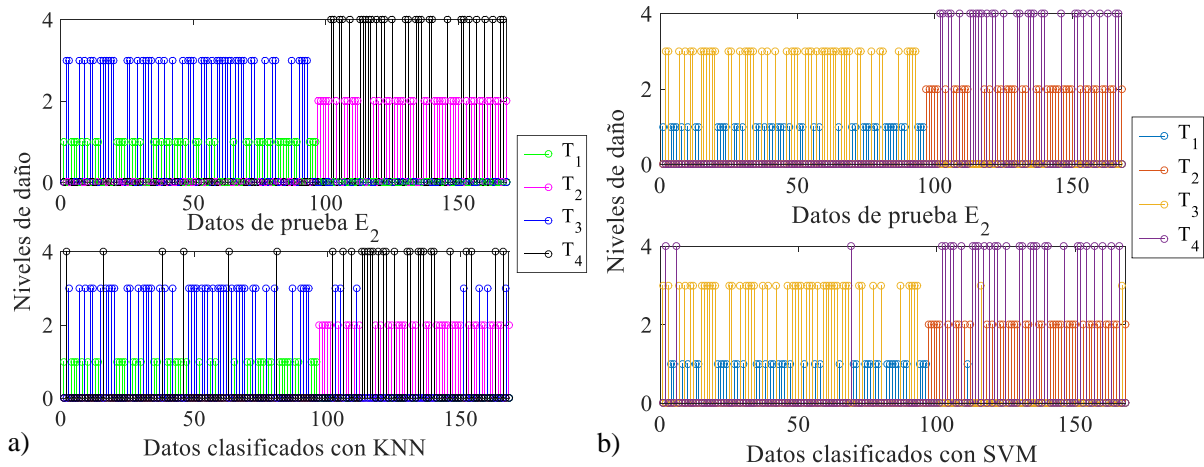 Niveles de daño
4
2
0
0
50
100
150
Datos de prueba E2
4
2
0
0
50
100
150
Datos clasificados con KNN
T1
T2
T3
T4
a)
Niveles de daño
4
2
0
0
50
100
150
Datos de prueba E2
4
2
0
0
50
100
150
Datos clasificados con SVM
T1
T2
T3
T4
b)